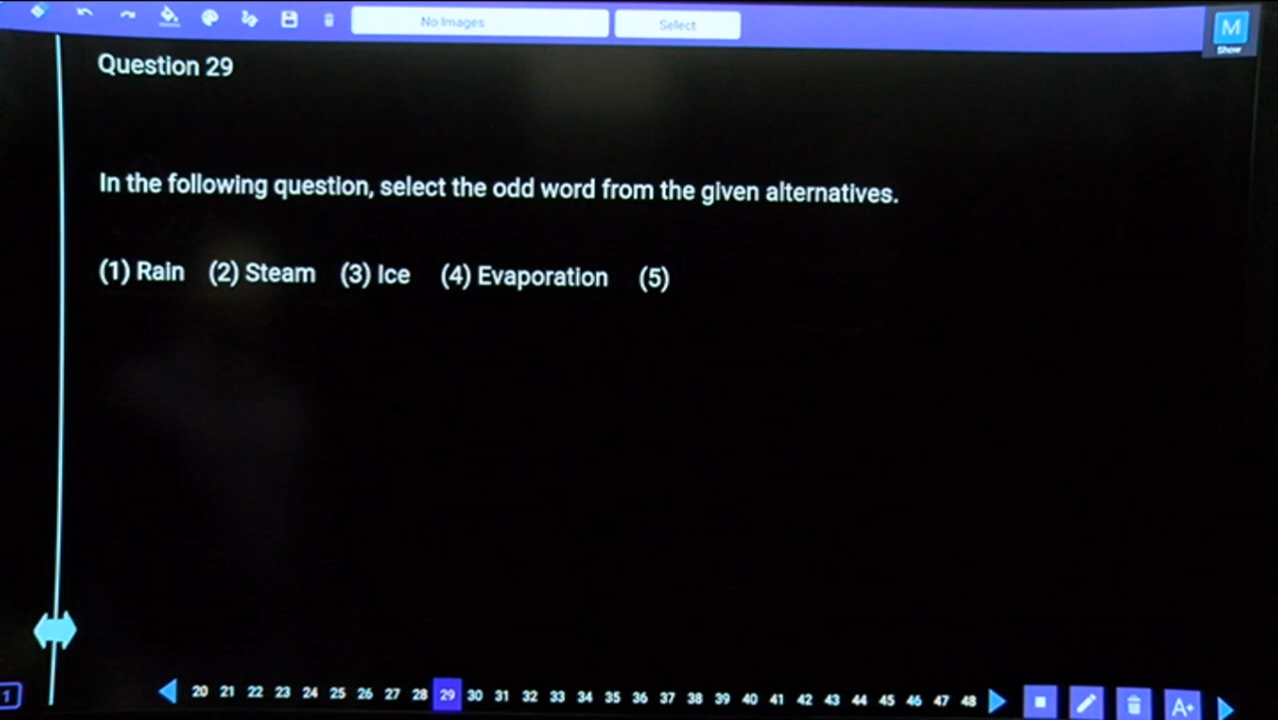 No Images Select
M
Show
Question 29
In the following question, select the odd word from the given alternatives.
(1) Rain (2) Steam (3) Ice (4) Evaporation (5)
1
20 21 22 23 24 25 26 27 28 29 30 31 32 33 34 35 36 37 38 39 40 41 42 43 44 45 46 47 48
A+